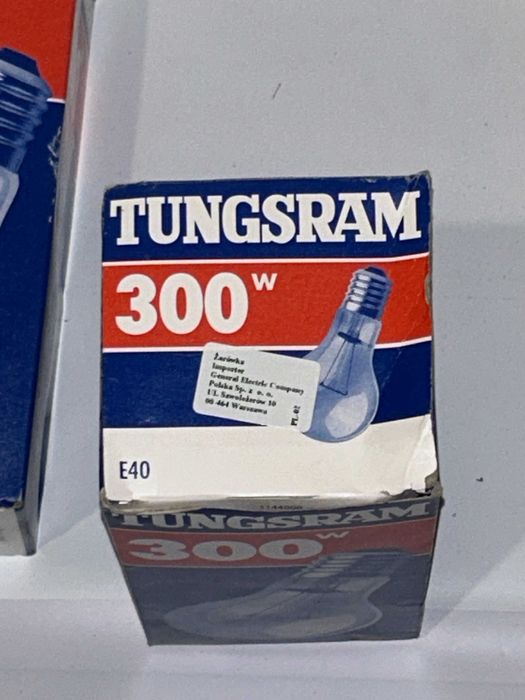 TUNGSRAM
300W
Żarówka
Importer
General Electric Company
Polska Sp. z o. o.
Ul. Szwoleżerów 10
00-464 Warszawa
PL-02
E40
TUNGSRAM
300W